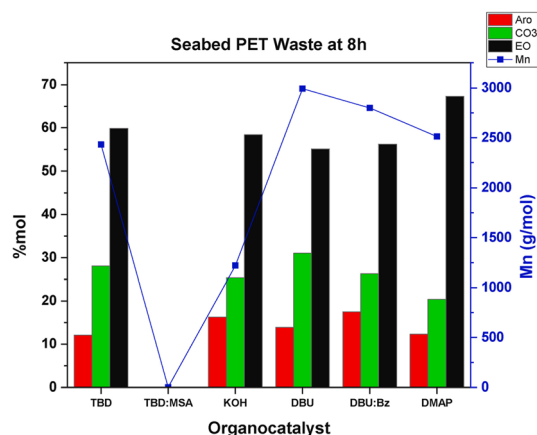 Aro
CO3
EO
Mn
Seabed PET Waste at 8h
70
60
50
40
30
20
10
0
%mol
3000
2500
2000
1500
1000
500
0
Mn (g/mol)
TBD TBD:MSA KOH DBU DBU:Bz DMAP
Organocatalyst